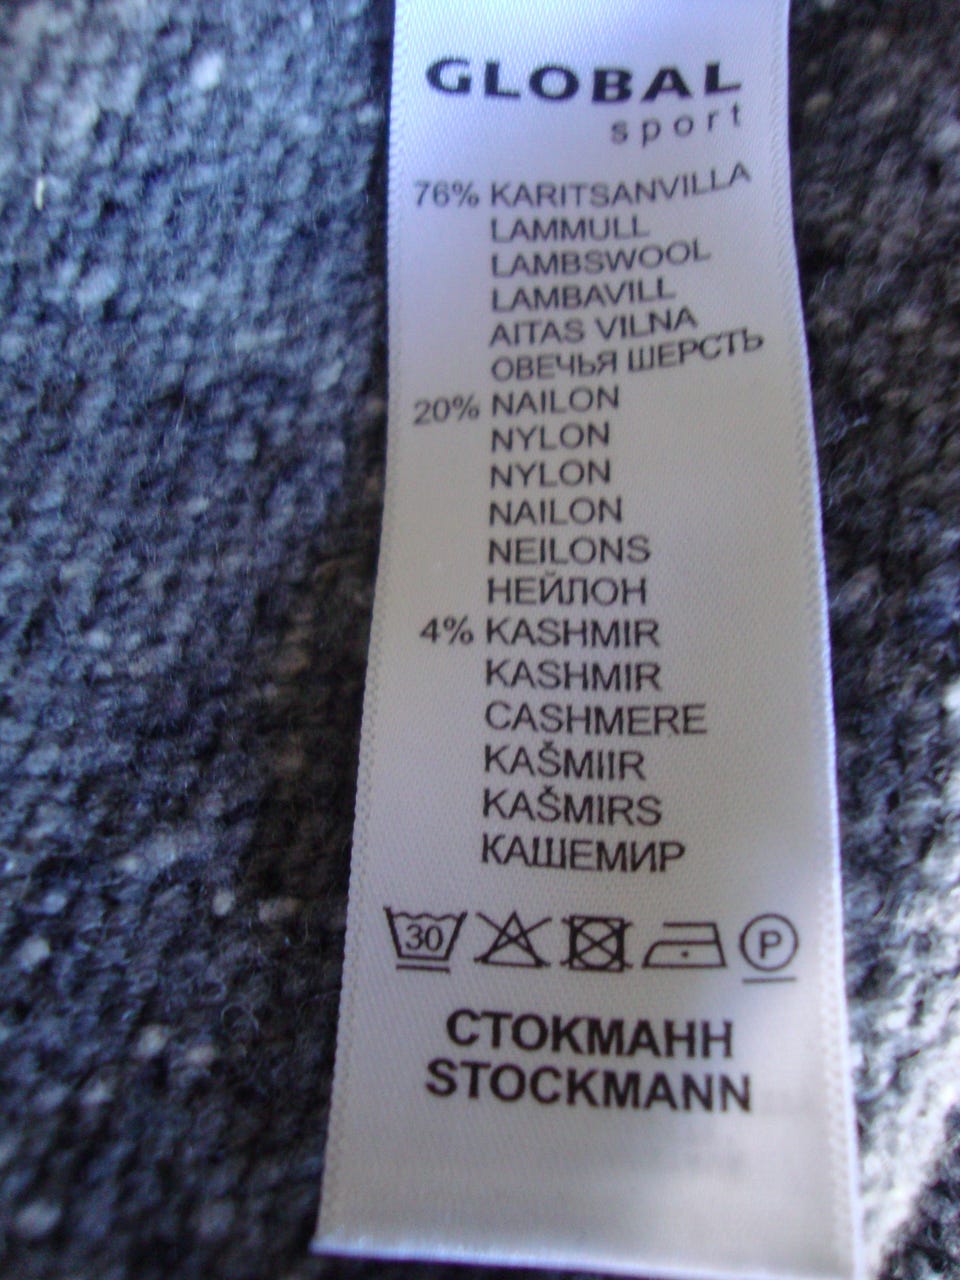 GLOBAL
sport
76% KARITSANVILLA
LAMMULL
LAMBSWOOL
LAMBAVILL
AITAS VILNA
ОВЕЧЬЯ ШЕРСТЬ
20% NAILON
NYLON
NYLON
NAILON
NEILONS
НЕЙЛОН
4% KASHMIR
KASHMIR
CASHMERE
KAŠMIIR
KAŠMIRS
КАШЕМИР
30 P
СТОКМАНН
STOCKMANN